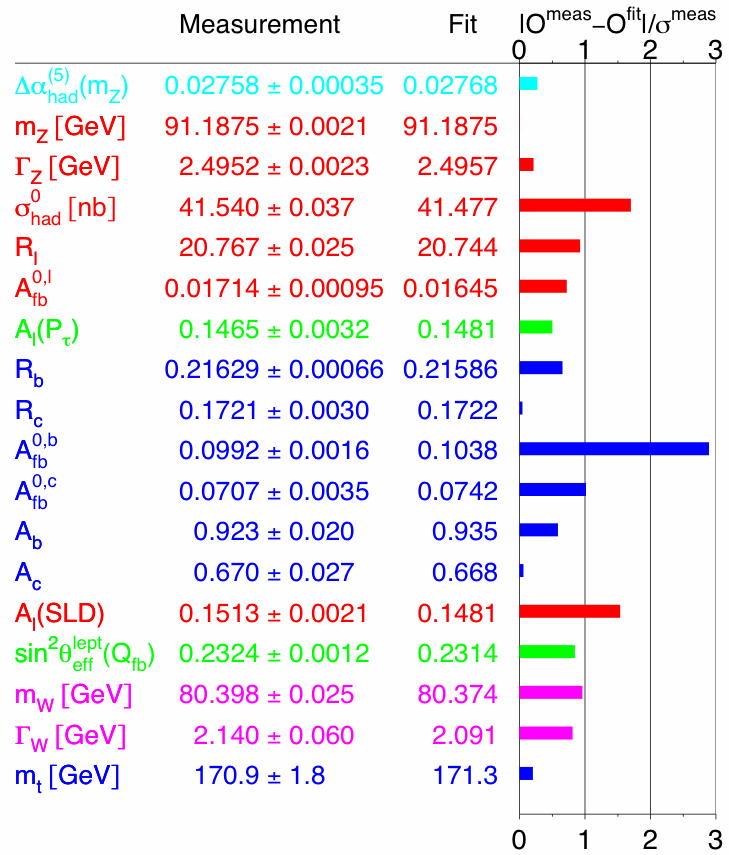 Measurement Fit |O^meas−O^fit|/σ^meas
0 1 2 3
Δα_had^(5)(m_Z) 0.02758 ± 0.00035 0.02768
m_Z [GeV] 91.1875 ± 0.0021 91.1875
Γ_Z [GeV] 2.4952 ± 0.0023 2.4957
σ_had^0 [nb] 41.540 ± 0.037 41.477
R_l 20.767 ± 0.025 20.744
A_fb^0,l 0.01714 ± 0.00095 0.01645
A_l(P_τ) 0.1465 ± 0.0032 0.1481
R_b 0.21629 ± 0.00066 0.21586
R_c 0.1721 ± 0.0030 0.1722
A_fb^0,b 0.0992 ± 0.0016 0.1038
A_fb^0,c 0.0707 ± 0.0035 0.0742
A_b 0.923 ± 0.020 0.935
A_c 0.670 ± 0.027 0.668
A_l(SLD) 0.1513 ± 0.0021 0.1481
sin²θ_eff^lept(Q_fb) 0.2324 ± 0.0012 0.2314
m_W [GeV] 80.398 ± 0.025 80.374
Γ_W [GeV] 2.140 ± 0.060 2.091
m_t [GeV] 170.9 ± 1.8 171.3
0 1 2 3